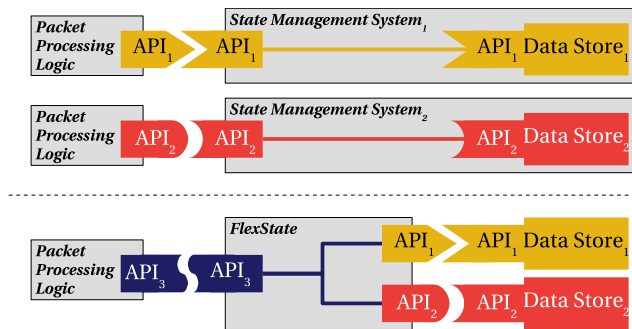 State Management System1
Packet
Processing
Logic
API1
API1
API1
Data Store1
State Management System2
Packet
Processing
Logic
API2
API2
API2
Data Store2
FlexState
Packet
Processing
Logic
API3
API3
API1
API1
Data Store1
API2
API2
Data Store2